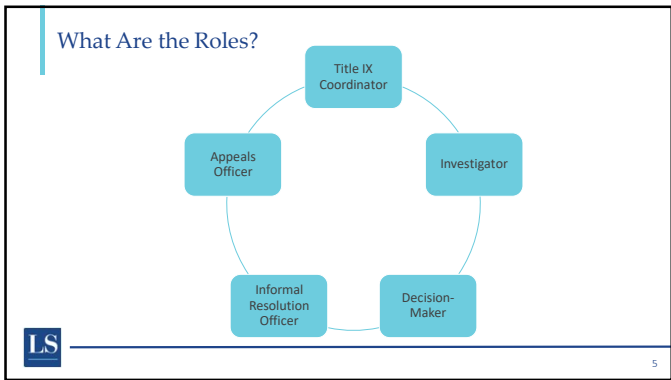 What Are the Roles?
Title IX
Coordinator
Investigator
Decision-
Maker
Informal
Resolution
Officer
Appeals
Officer
LS
5